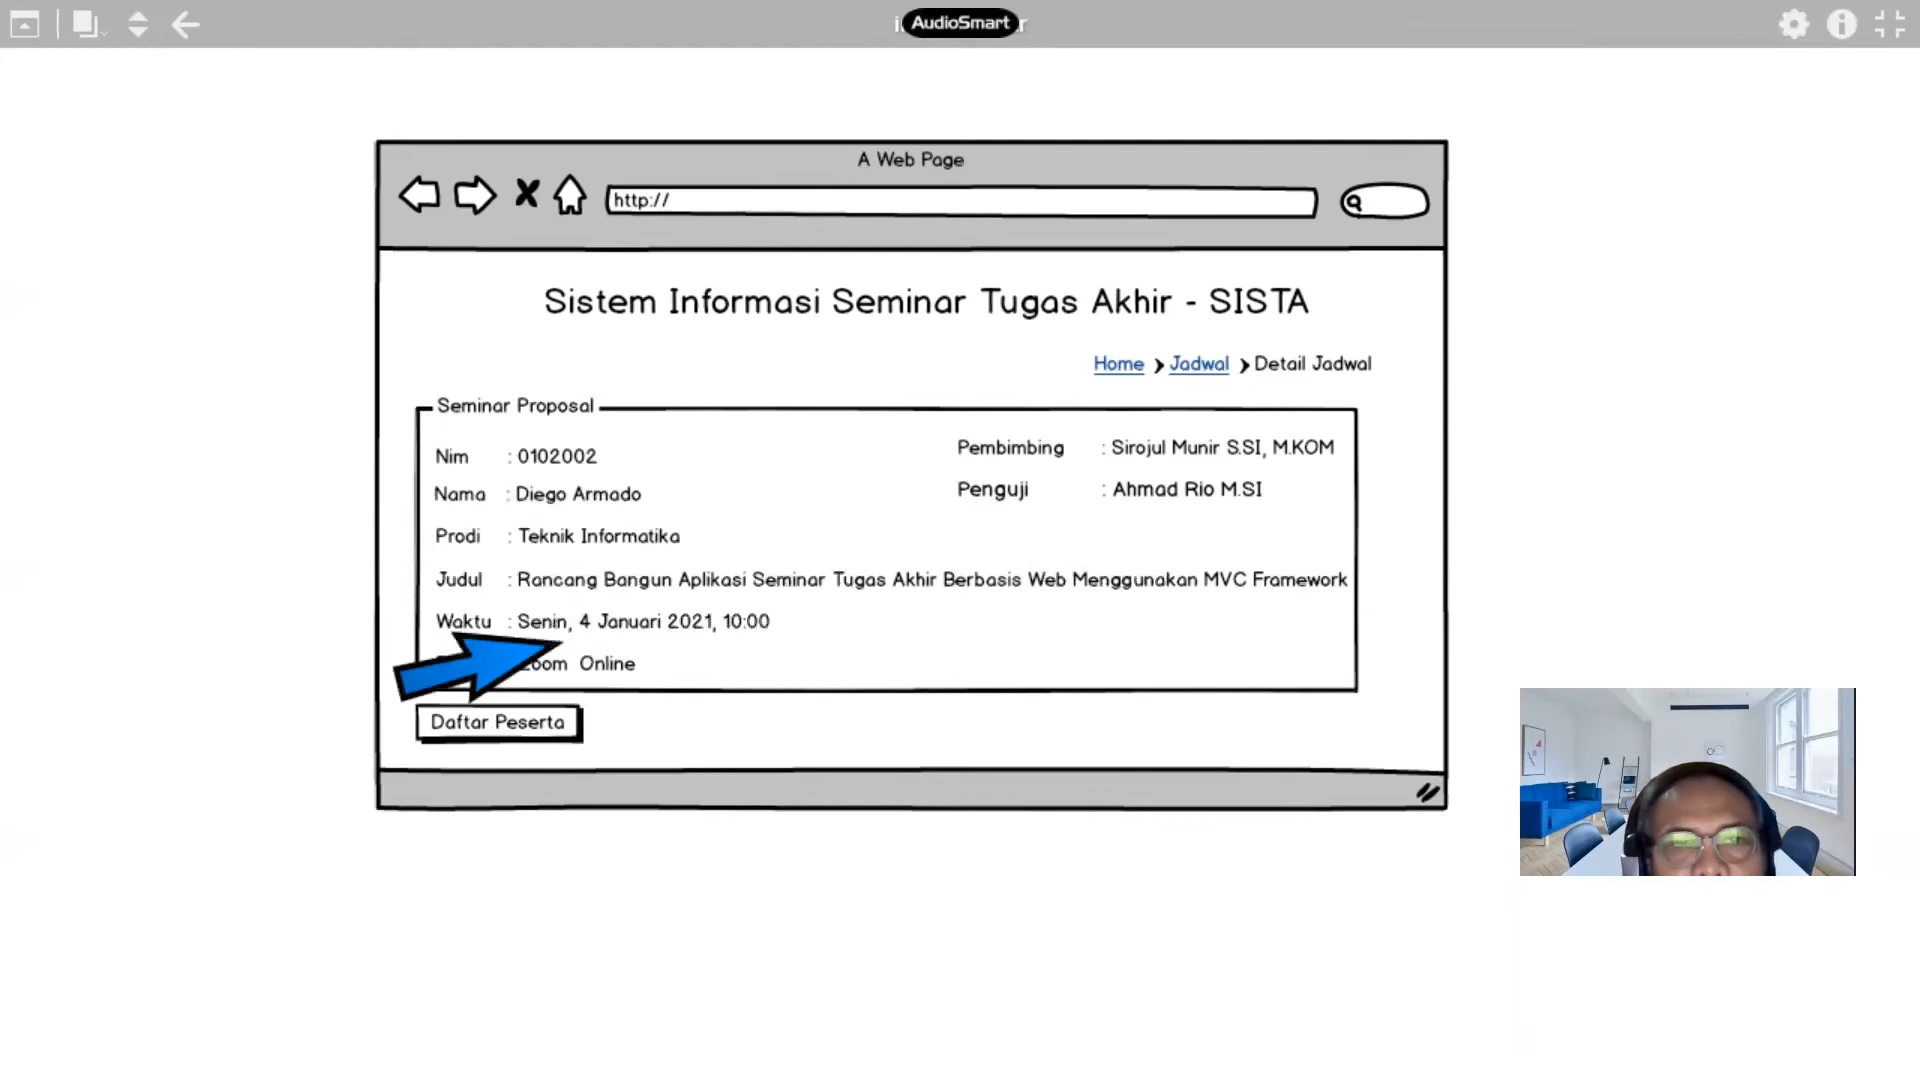 AudioSmart
A Web Page
http://
Sistem Informasi Seminar Tugas Akhir - SISTA
Home ❯ Jadwal ❯ Detail Jadwal
Seminar Proposal
Nim : 0102002
Nama : Diego Armado
Prodi : Teknik Informatika
Judul : Rancang Bangun Aplikasi Seminar Tugas Akhir Berbasis Web Menggunakan MVC Framework
Waktu : Senin, 4 Januari 2021, 10:00
Online
Pembimbing : Sirojul Munir S.SI, M.KOM
Penguji : Ahmad Rio M.SI
Daftar Peserta